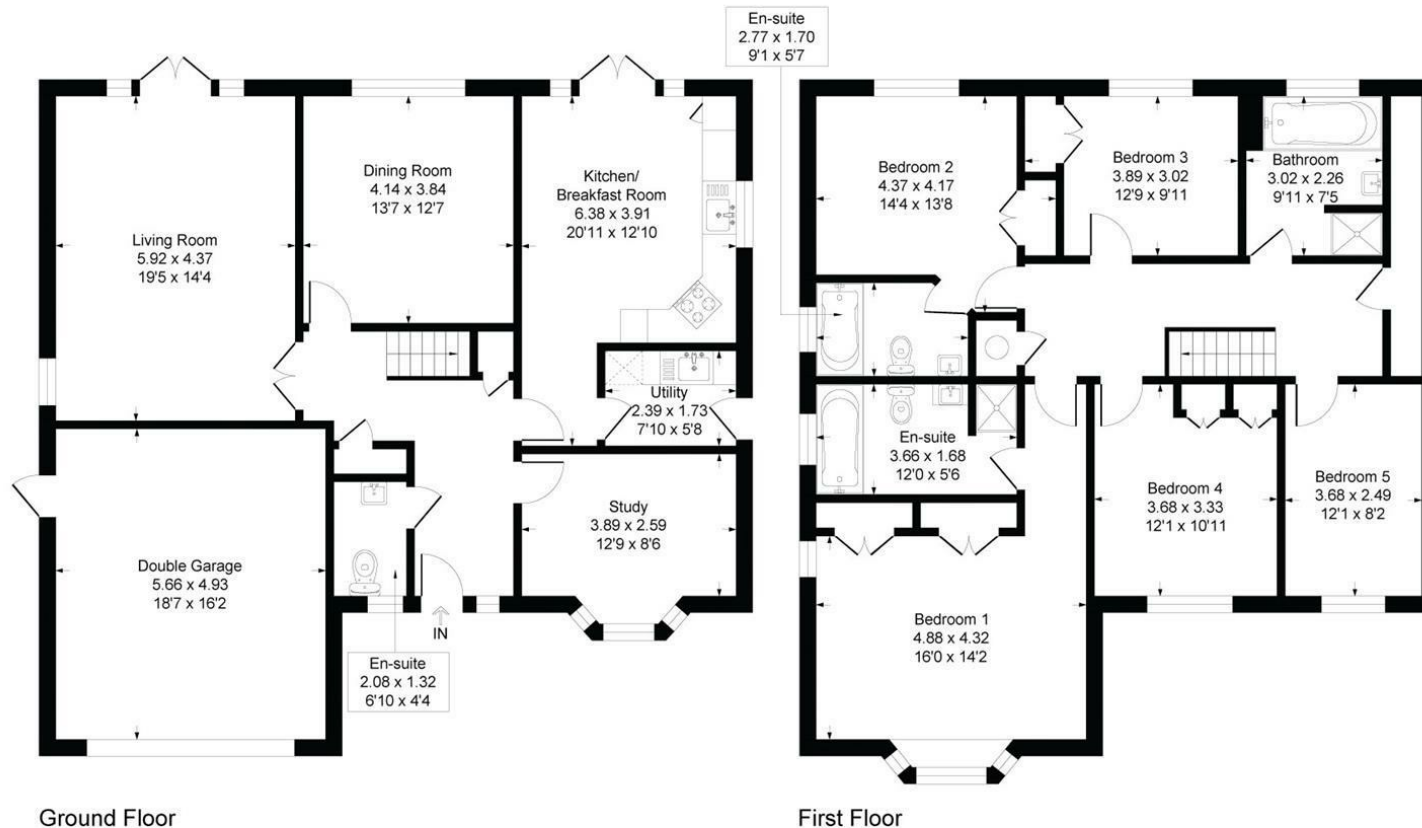 En-suite
2.77 x 1.70
9'1 x 5'7
Living Room
5.92 x 4.37
19'5 x 14'4
Dining Room
4.14 x 3.84
13'7 x 12'7
Kitchen/
Breakfast Room
6.38 x 3.91
20'11 x 12'10
Utility
2.39 x 1.73
7'10 x 5'8
Study
3.89 x 2.59
12'9 x 8'6
Double Garage
5.66 x 4.93
18'7 x 16'2
IN
En-suite
2.08 x 1.32
6'10 x 4'4
Ground Floor
Bedroom 2
4.37 x 4.17
14'4 x 13'8
Bedroom 3
3.89 x 3.02
12'9 x 9'11
Bathroom
3.02 x 2.26
9'11 x 7'5
En-suite
3.66 x 1.68
12'0 x 5'6
Bedroom 4
3.68 x 3.33
12'1 x 10'11
Bedroom 5
3.68 x 2.49
12'1 x 8'2
Bedroom 1
4.88 x 4.32
16'0 x 14'2
First Floor